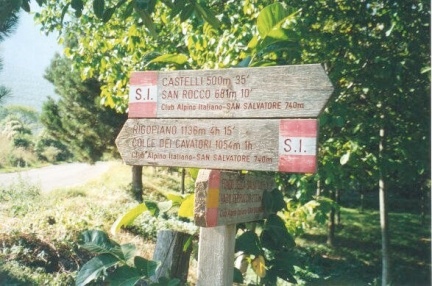 S.I.
CASTELLI 500m 35'
SAN ROCCO 681m 10'
Club Alpino Italiano-SAN SALVATORE 740m
RIGOPIANO 1136m 4h 15'
COLLE DEI CAVATORI 1054m 1h
Club Alpino Italiano-SAN SALVATORE 740m
S.I.